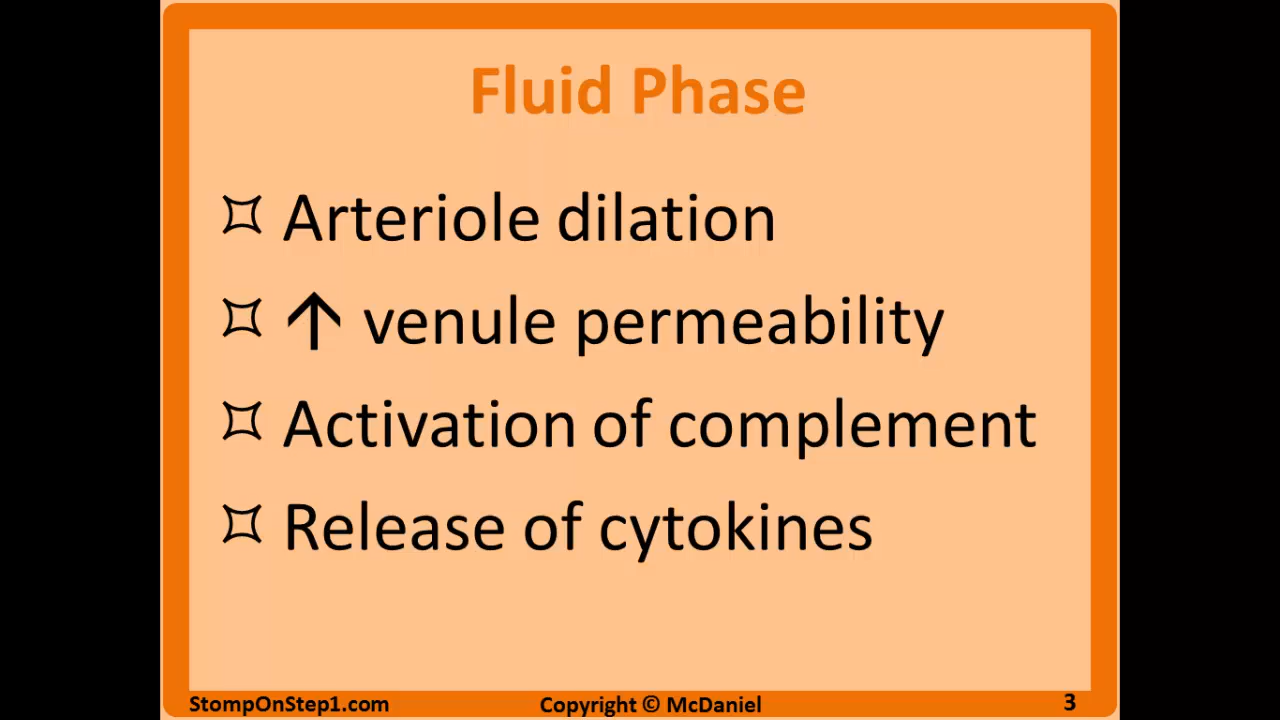 Fluid Phase
¤ Arteriole dilation
¤ ↑ venule permeability
¤ Activation of complement
¤ Release of cytokines
StompOnStep1.com Copyright © McDaniel 3